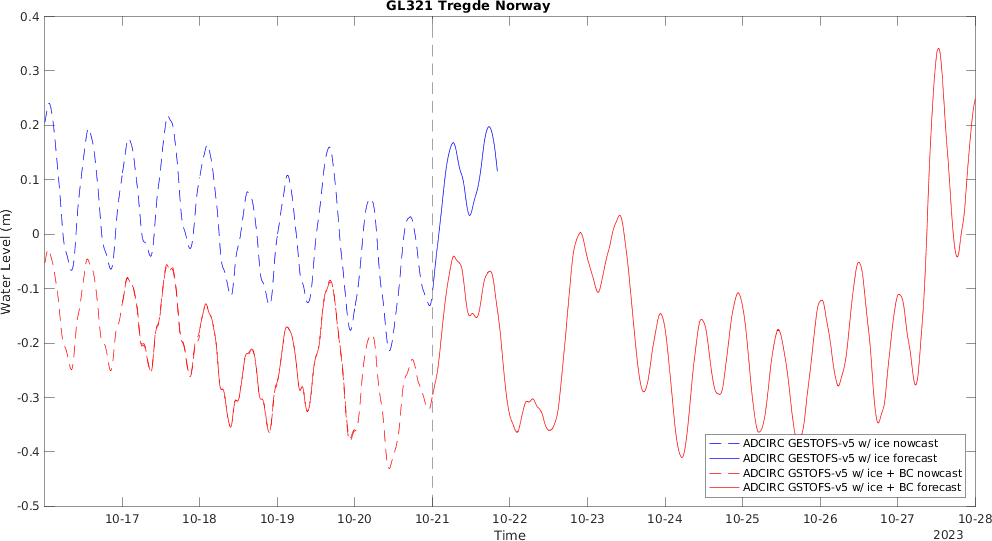 GL321 Tregde Norway
0.4
0.3
0.2
0.1
0
-0.1
-0.2
-0.3
-0.4
-0.5
Water Level (m)
ADCIRC GESTOFS-v5 w/ ice nowcast
ADCIRC GESTOFS-v5 w/ ice forecast
ADCIRC GSTOFS-v5 w/ ice + BC nowcast
ADCIRC GSTOFS-v5 w/ ice + BC forecast
10-17 10-18 10-19 10-20 10-21 10-22 10-23 10-24 10-25 10-26 10-27 10-28
Time
2023